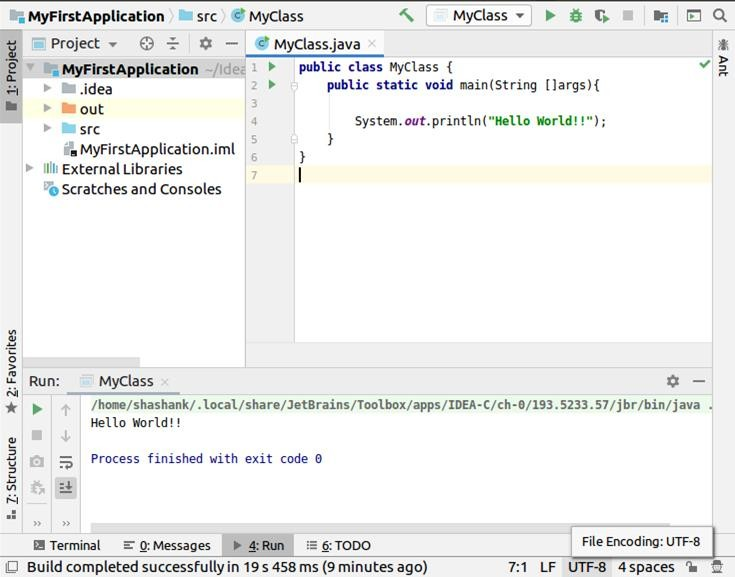 MyFirstApplication src MyClass MyClass
1: Project
Project
MyFirstApplication ~/Idea
.idea
out
src
MyFirstApplication.iml
External Libraries
Scratches and Consoles
MyClass.java
1 public class MyClass {
2 public static void main(String []args){
3
4 System.out.println("Hello World!!");
5 }
6 }
7
Ant
2: Favorites
7: Structure
Run: MyClass
/home/shashank/.local/share/JetBrains/Toolbox/apps/IDEA-C/ch-0/193.5233.57/jbr/bin/java .
Hello World!!
Process finished with exit code 0
Terminal 0: Messages 4: Run 6: TODO
File Encoding: UTF-8
Build completed successfully in 19 s 458 ms (9 minutes ago) 7:1 LF UTF-8 4 spaces